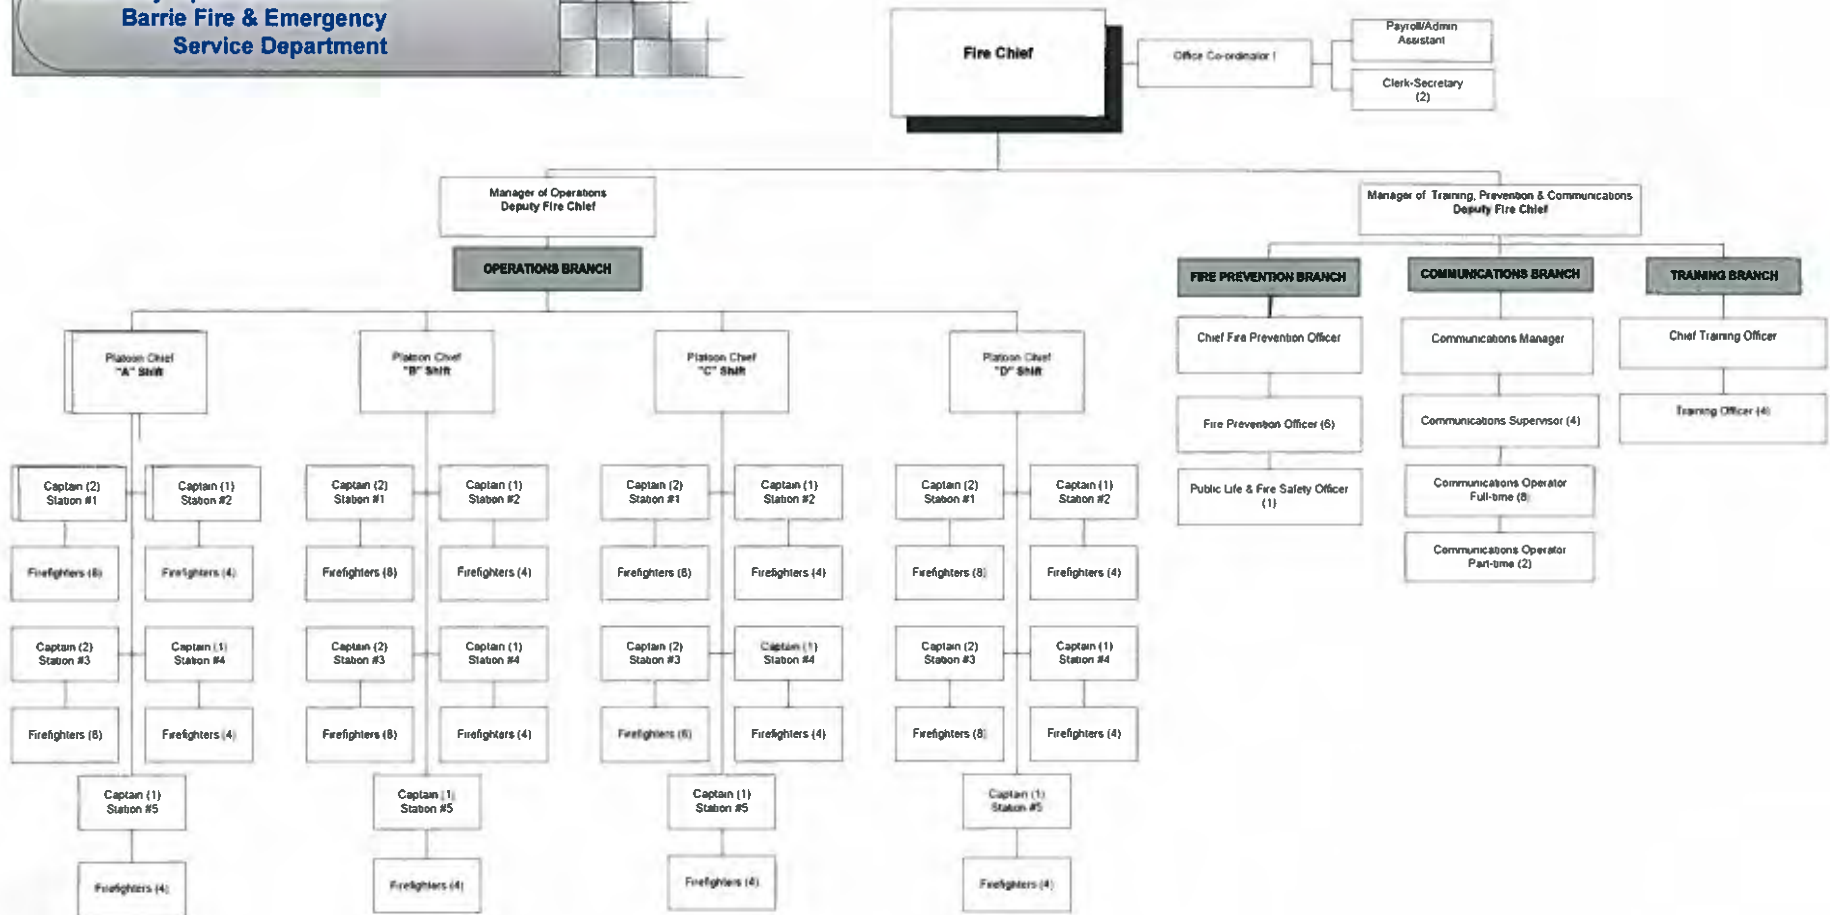 Barrie Fire & Emergency
Service Department
Fire Chief
Office Co-ordinator I
Payroll/Admin
Assistant
Clerk-Secretary
(2)
Manager of Operations
Deputy Fire Chief
Manager of Training, Prevention & Communications
Deputy Fire Chief
OPERATIONS BRANCH
FIRE PREVENTION BRANCH
COMMUNICATIONS BRANCH
TRAINING BRANCH
Platoon Chief
"A" Shift
Platoon Chief
"B" Shift
Platoon Chief
"C" Shift
Platoon Chief
"D" Shift
Chief Fire Prevention Officer
Communications Manager
Chief Training Officer
Fire Prevention Officer (6)
Communications Supervisor (4)
Training Officer (4)
Public Life & Fire Safety Officer
(1)
Communications Operator
Full-time (8)
Communications Operator
Part-time (2)
Captain (2)
Station #1
Captain (1)
Station #2
Captain (2)
Station #1
Captain (1)
Station #2
Captain (2)
Station #1
Captain (1)
Station #2
Captain (2)
Station #1
Captain (1)
Station #2
Firefighters (8)
Firefighters (4)
Firefighters (8)
Firefighters (4)
Firefighters (8)
Firefighters (4)
Firefighters (8)
Firefighters (4)
Captain (2)
Station #3
Captain (1)
Station #4
Captain (2)
Station #3
Captain (1)
Station #4
Captain (2)
Station #3
Captain (1)
Station #4
Captain (2)
Station #3
Captain (1)
Station #4
Firefighters (8)
Firefighters (4)
Firefighters (8)
Firefighters (4)
Firefighters (8)
Firefighters (4)
Firefighters (8)
Firefighters (4)
Captain (1)
Station #5
Captain (1)
Station #5
Captain (1)
Station #5
Captain (1)
Station #5
Firefighters (4)
Firefighters (4)
Firefighters (4)
Firefighters (4)